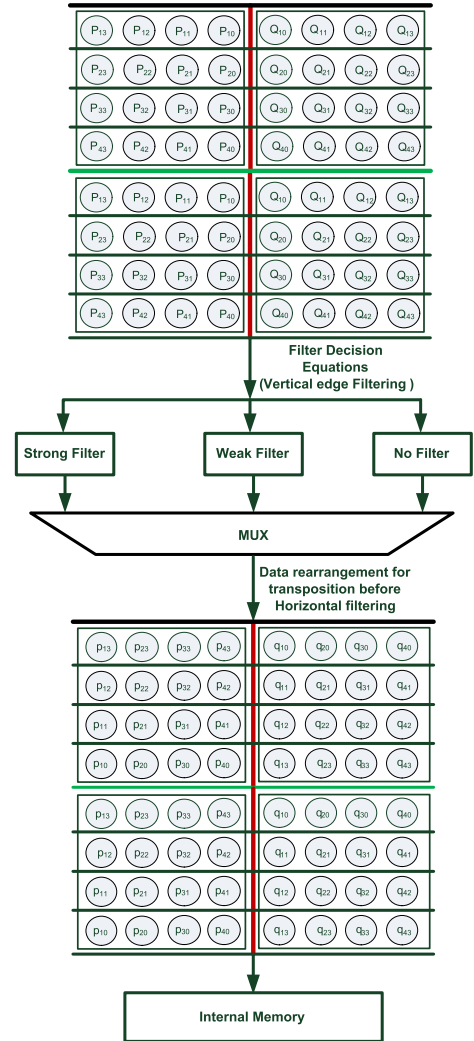 P13 P12 P11 P10 Q10 Q11 Q12 Q13
P23 P22 P21 P20 Q20 Q21 Q22 Q23
P33 P32 P31 P30 Q30 Q31 Q32 Q33
P43 P42 P41 P40 Q40 Q41 Q42 Q43
P13 P12 P11 P10 Q10 Q11 Q12 Q13
P23 P22 P21 P20 Q20 Q21 Q22 Q23
P33 P32 P31 P30 Q30 Q31 Q32 Q33
P43 P42 P41 P40 Q40 Q41 Q42 Q43
Filter Decision
Equations
(Vertical edge Filtering )
Strong Filter Weak Filter No Filter
MUX
Data rearrangement for
transposition before
Horizontal filtering
p13 p23 p33 p43 q10 q20 q30 q40
p12 p22 p32 p42 q11 q21 q31 q41
p11 p21 p31 p41 q12 q22 q32 q42
p10 p20 p30 p40 q13 q23 q33 q43
p13 p23 p33 p43 q10 q20 q30 q40
p12 p22 p32 p42 q11 q21 q31 q41
p11 p21 p31 p41 q12 q22 q32 q42
p10 p20 p30 p40 q13 q23 q33 q43
Internal Memory